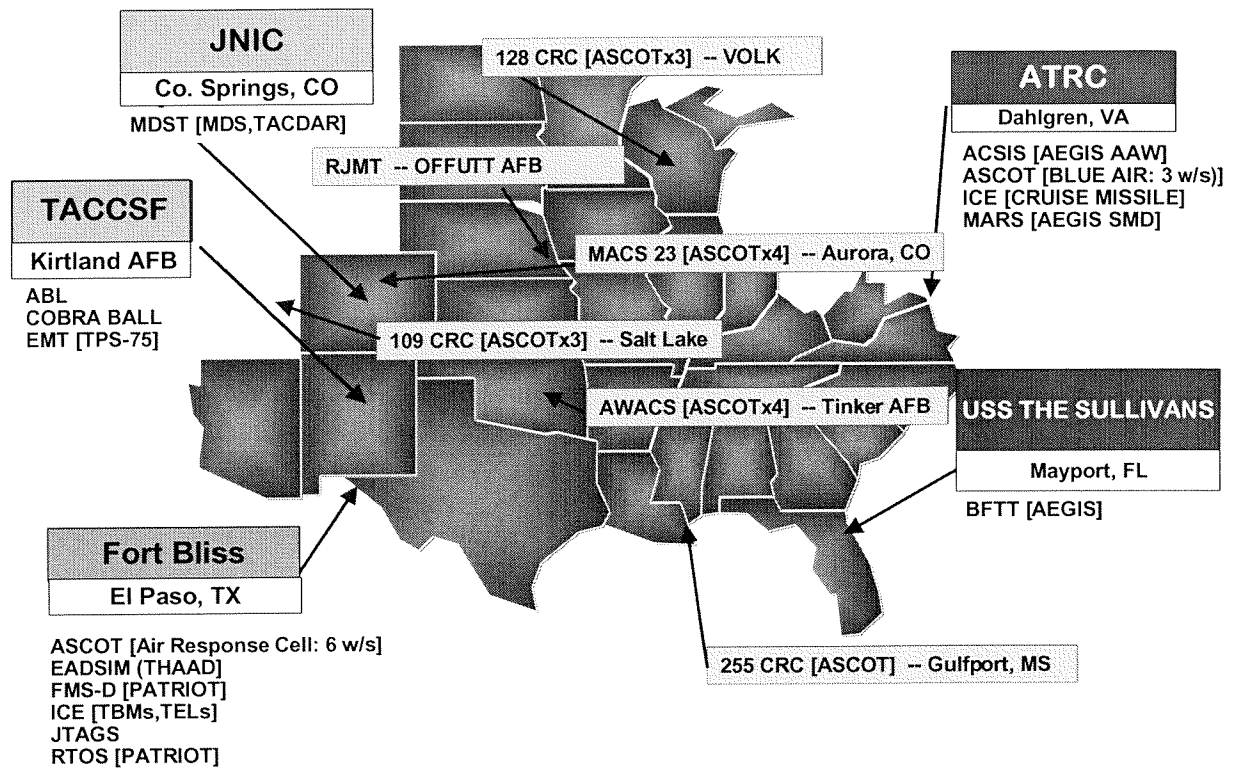 JNIC
Co. Springs, CO
MDST [MDS,TACDAR]
128 CRC [ASCOTx3] -- VOLK
ATRC
Dahlgren, VA
ACSIS [AEGIS AAW]
ASCOT [BLUE AIR: 3 w/s)]
ICE [CRUISE MISSILE]
MARS [AEGIS SMD]
RJMT -- OFFUTT AFB
TACCSF
Kirtland AFB
ABL
COBRA BALL
EMT [TPS-75]
MACS 23 [ASCOTx4] -- Aurora, CO
109 CRC [ASCOTx3] -- Salt Lake
AWACS [ASCOTx4] -- Tinker AFB
USS THE SULLIVANS
Mayport, FL
BFTT [AEGIS]
Fort Bliss
El Paso, TX
ASCOT [Air Response Cell: 6 w/s]
EADSIM (THAAD]
FMS-D [PATRIOT]
ICE [TBMs,TELs]
JTAGS
RTOS [PATRIOT]
255 CRC [ASCOT] -- Gulfport, MS